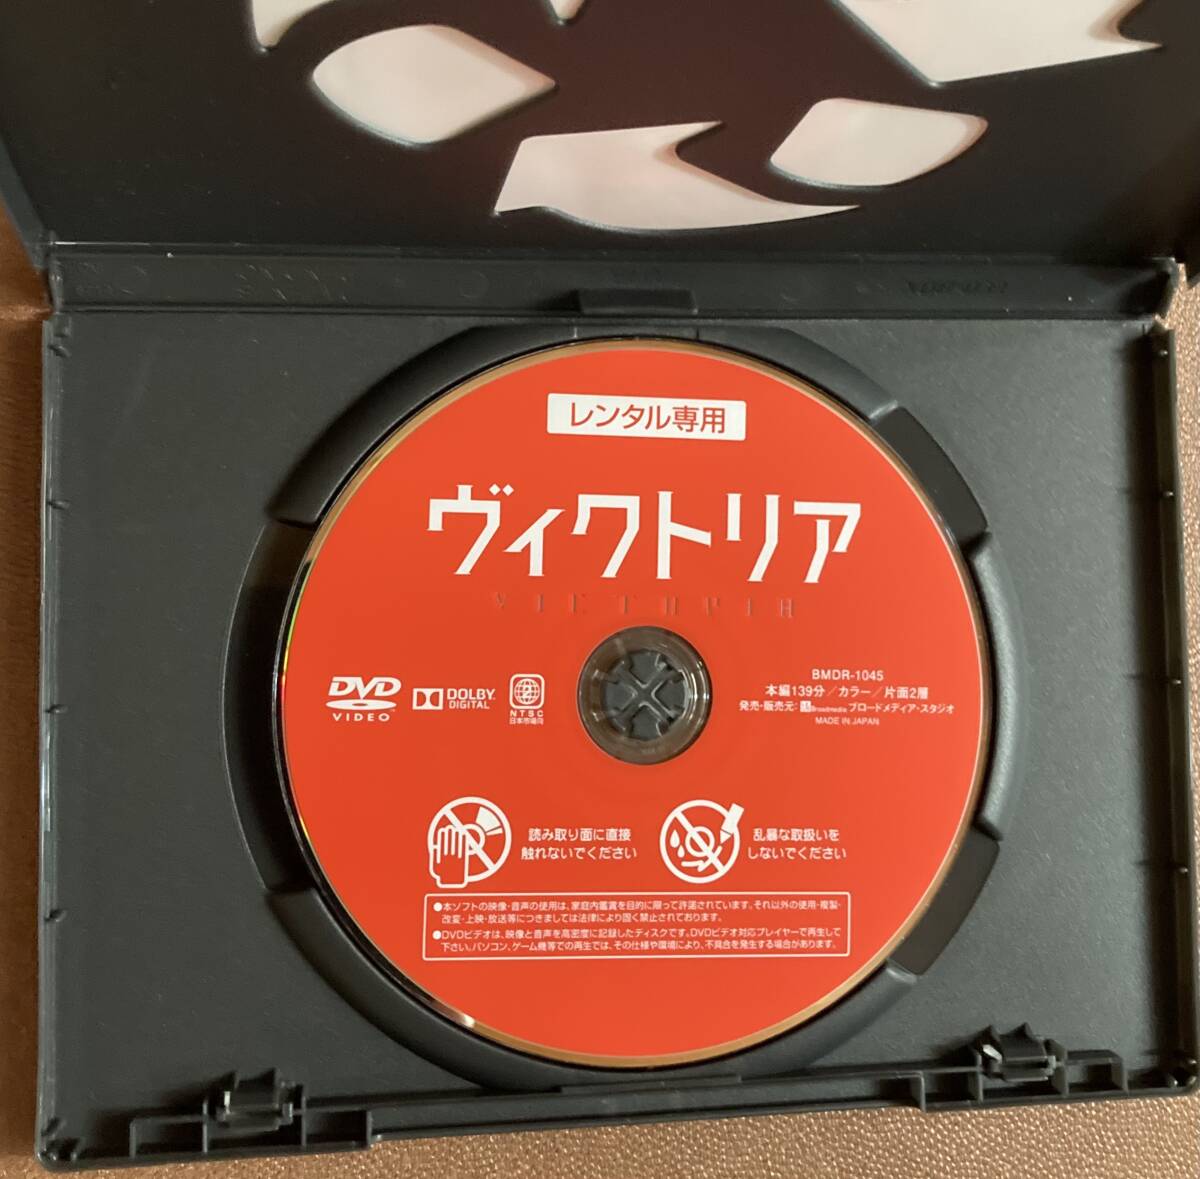 レンタル専用
ヴィクトリア
VICTORIA
DVD
VIDEO
DOLBY
DIGITAL
2
NTSC
日本市場向
BMDR-1045
本編139分/カラー/片面2層
発売・販売元: Broadmedia ブロードメディア・スタジオ
MADE IN JAPAN
読み取り面に直接
触れないでください
乱暴な取扱いを
しないでください
●本ソフトの映像・音声の使用は、家庭内鑑賞を目的に限って許諾されています。それ以外の使用・複製・
改変・上映・放送等につきましては法律により固く禁止されております。
●DVDビデオは、映像と音声を高密度に記録したディスクです。DVDビデオ対応プレイヤーで再生して
下さい。パソコン、ゲーム機等での再生では、その仕様や環境により、不具合を発生する場合があります。